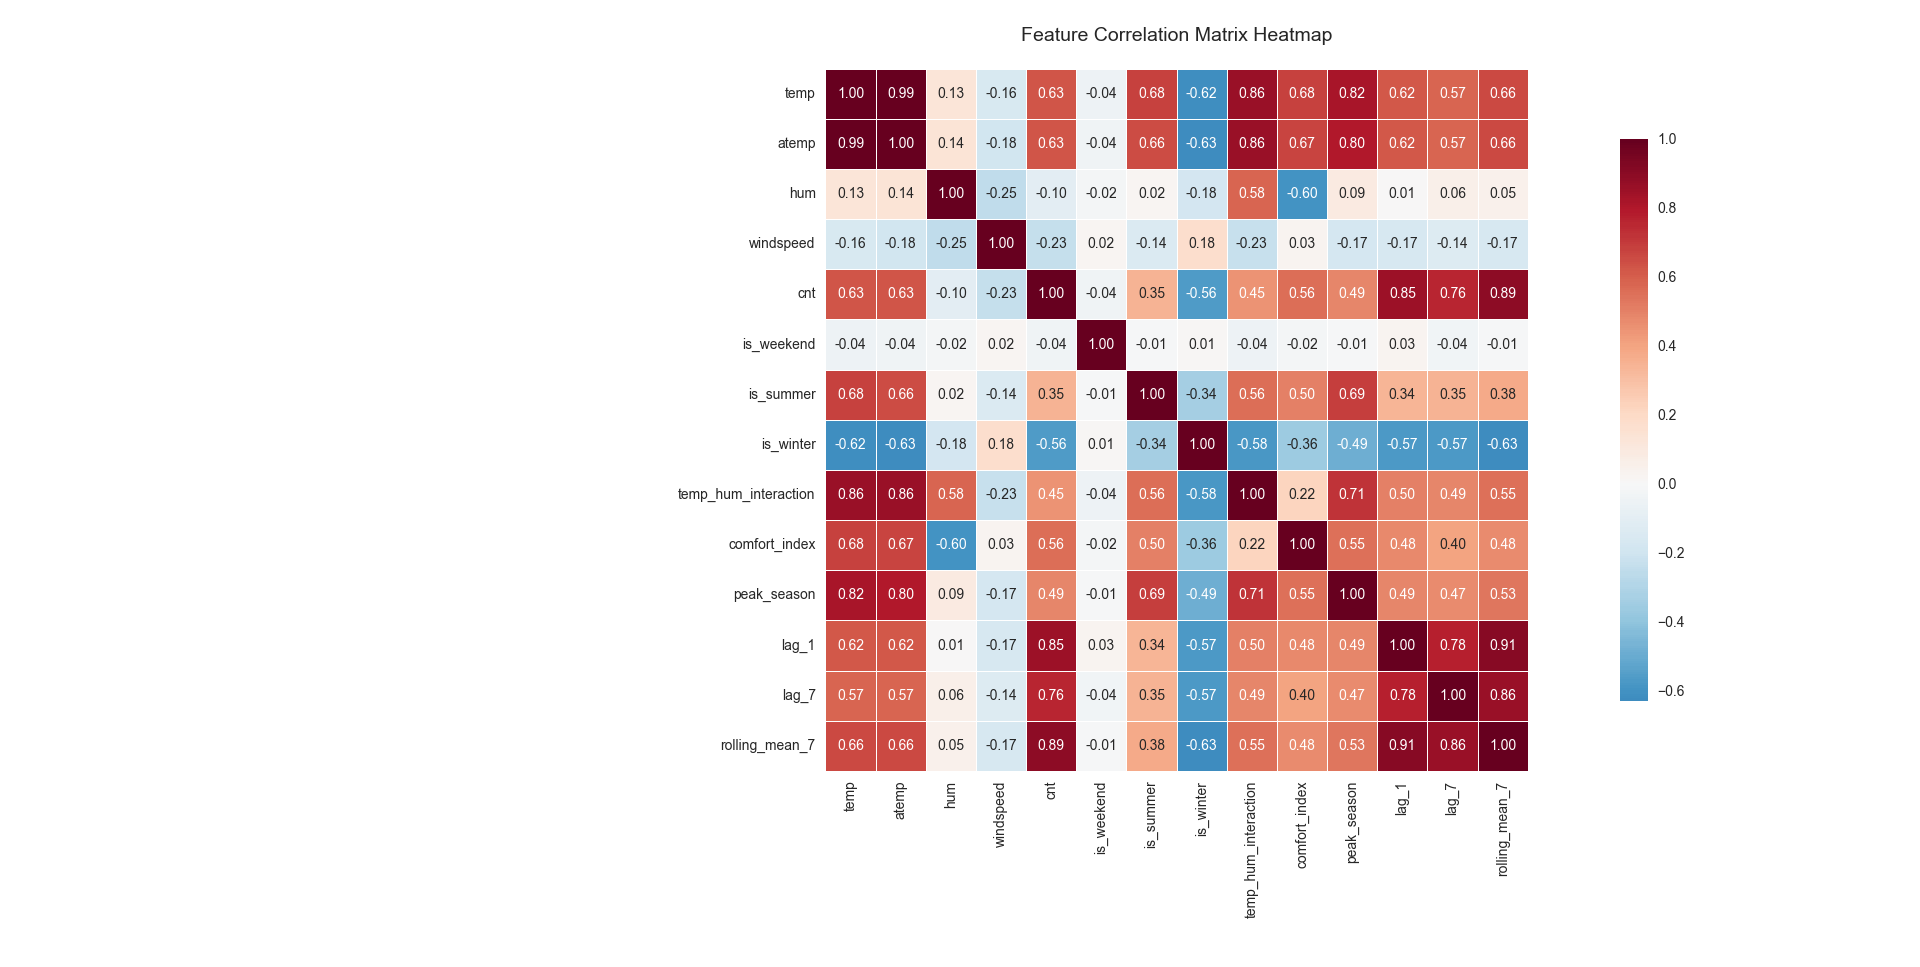 Feature Correlation Matrix Heatmap
temp 1.00 0.99 0.13 -0.16 0.63 -0.04 0.68 -0.62 0.86 0.68 0.82 0.62 0.57 0.66
atemp 0.99 1.00 0.14 -0.18 0.63 -0.04 0.66 -0.63 0.86 0.67 0.80 0.62 0.57 0.66
hum 0.13 0.14 1.00 -0.25 -0.10 -0.02 0.02 -0.18 0.58 -0.60 0.09 0.01 0.06 0.05
windspeed -0.16 -0.18 -0.25 1.00 -0.23 0.02 -0.14 0.18 -0.23 0.03 -0.17 -0.17 -0.14 -0.17
cnt 0.63 0.63 -0.10 -0.23 1.00 -0.04 0.35 -0.56 0.45 0.56 0.49 0.85 0.76 0.89
is_weekend -0.04 -0.04 -0.02 0.02 -0.04 1.00 -0.01 0.01 -0.04 -0.02 -0.01 0.03 -0.04 -0.01
is_summer 0.68 0.66 0.02 -0.14 0.35 -0.01 1.00 -0.34 0.56 0.50 0.69 0.34 0.35 0.38
is_winter -0.62 -0.63 -0.18 0.18 -0.56 0.01 -0.34 1.00 -0.58 -0.36 -0.49 -0.57 -0.57 -0.63
temp_hum_interaction 0.86 0.86 0.58 -0.23 0.45 -0.04 0.56 -0.58 1.00 0.22 0.71 0.50 0.49 0.55
comfort_index 0.68 0.67 -0.60 0.03 0.56 -0.02 0.50 -0.36 0.22 1.00 0.55 0.48 0.40 0.48
peak_season 0.82 0.80 0.09 -0.17 0.49 -0.01 0.69 -0.49 0.71 0.55 1.00 0.49 0.47 0.53
lag_1 0.62 0.62 0.01 -0.17 0.85 0.03 0.34 -0.57 0.50 0.48 0.49 1.00 0.78 0.91
lag_7 0.57 0.57 0.06 -0.14 0.76 -0.04 0.35 -0.57 0.49 0.40 0.47 0.78 1.00 0.86
rolling_mean_7 0.66 0.66 0.05 -0.17 0.89 -0.01 0.38 -0.63 0.55 0.48 0.53 0.91 0.86 1.00
temp atemp hum windspeed cnt is_weekend is_summer is_winter temp_hum_interaction comfort_index peak_season lag_1 lag_7 rolling_mean_7
1.0
0.8
0.6
0.4
0.2
0.0
−0.2
−0.4
−0.6